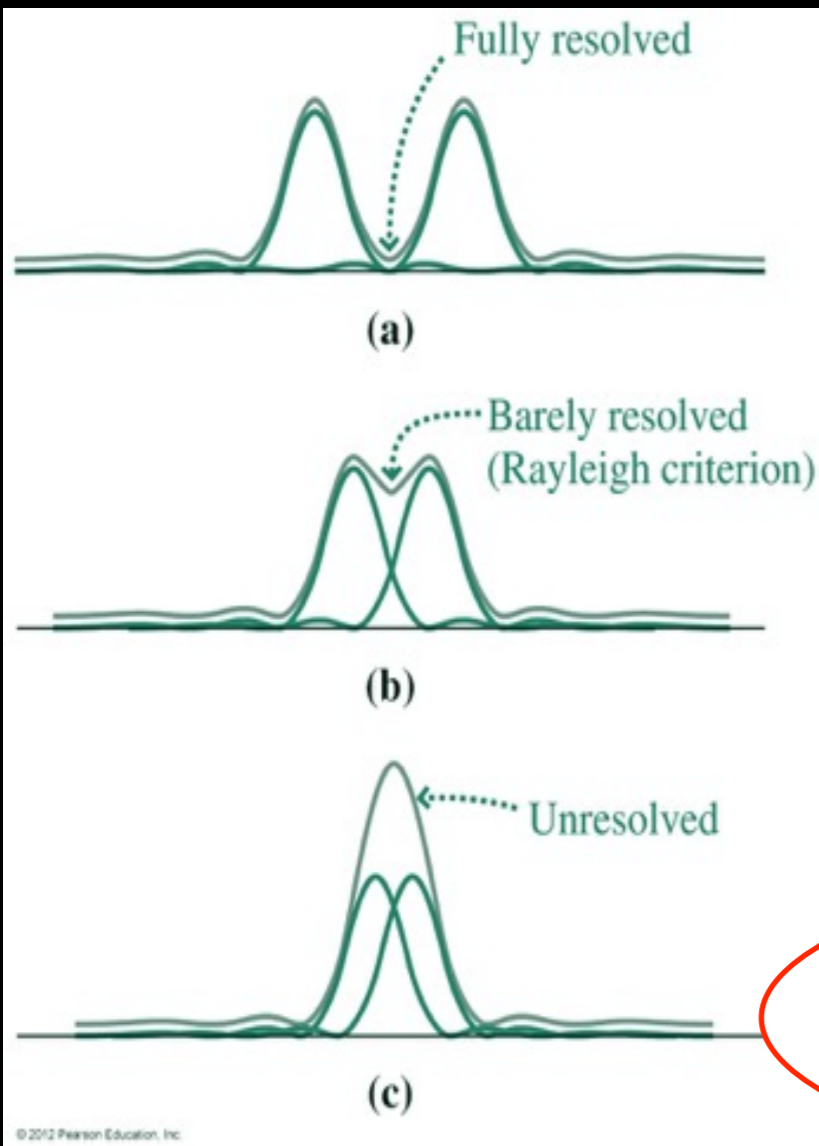 Fully resolved
(a)
Barely resolved
(Rayleigh criterion)
(b)
Unresolved
(c)
© 2012 Pearson Education, Inc.